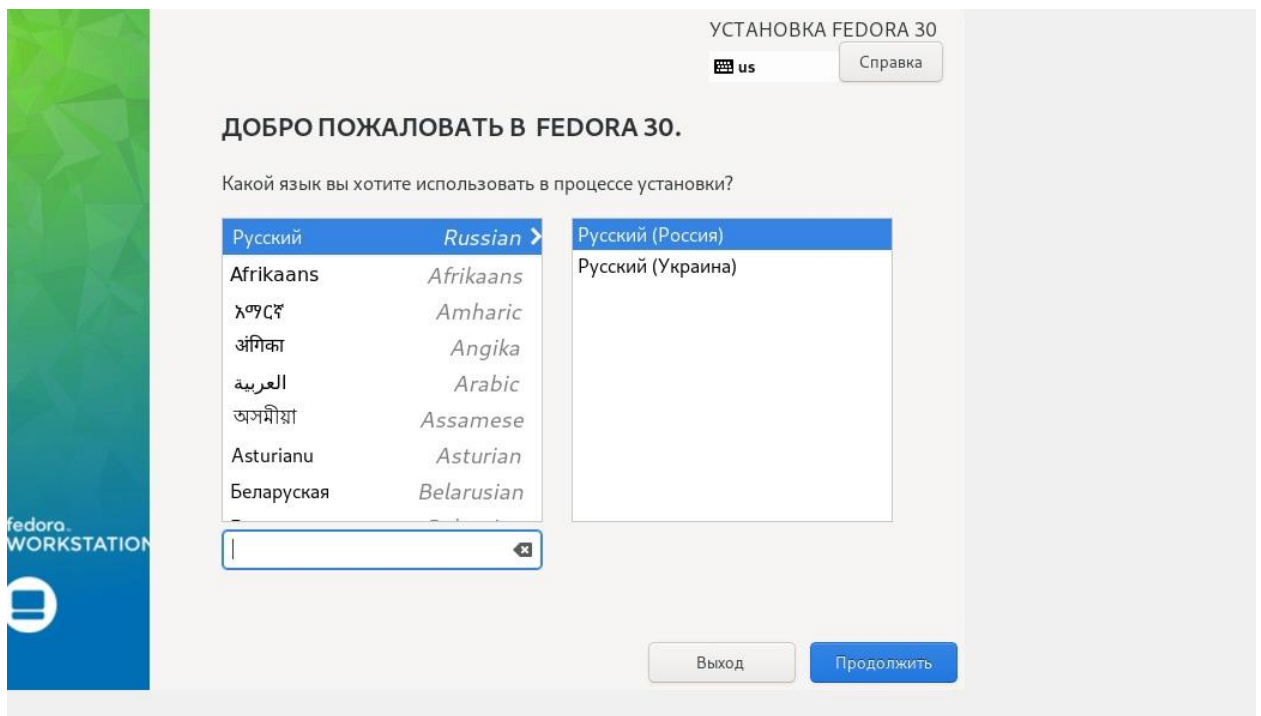 УСТАНОВКА FEDORA 30
us
Справка
ДОБРО ПОЖАЛОВАТЬ В FEDORA 30.
Какой язык вы хотите использовать в процессе установки?
Русский Russian
Русский (Россия)
Afrikaans Afrikaans
Русский (Украина)
አማርኛ Amharic
अंगिका Angika
العربية Arabic
অসমীয়া Assamese
Asturianu Asturian
Беларуская Belarusian
fedora.
WORKSTATION
Выход
Продолжить